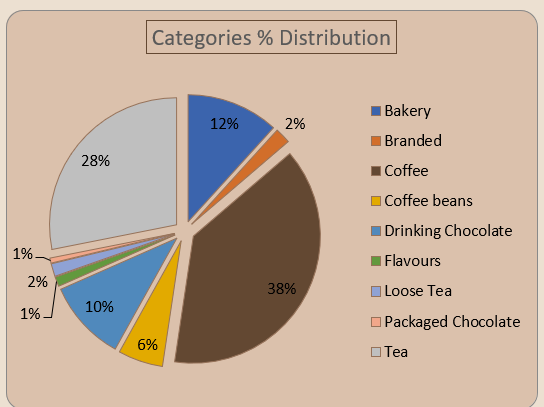 Categories % Distribution
12%
2%
38%
6%
10%
1%
2%
1%
28%
Bakery
Branded
Coffee
Coffee beans
Drinking Chocolate
Flavours
Loose Tea
Packaged Chocolate
Tea